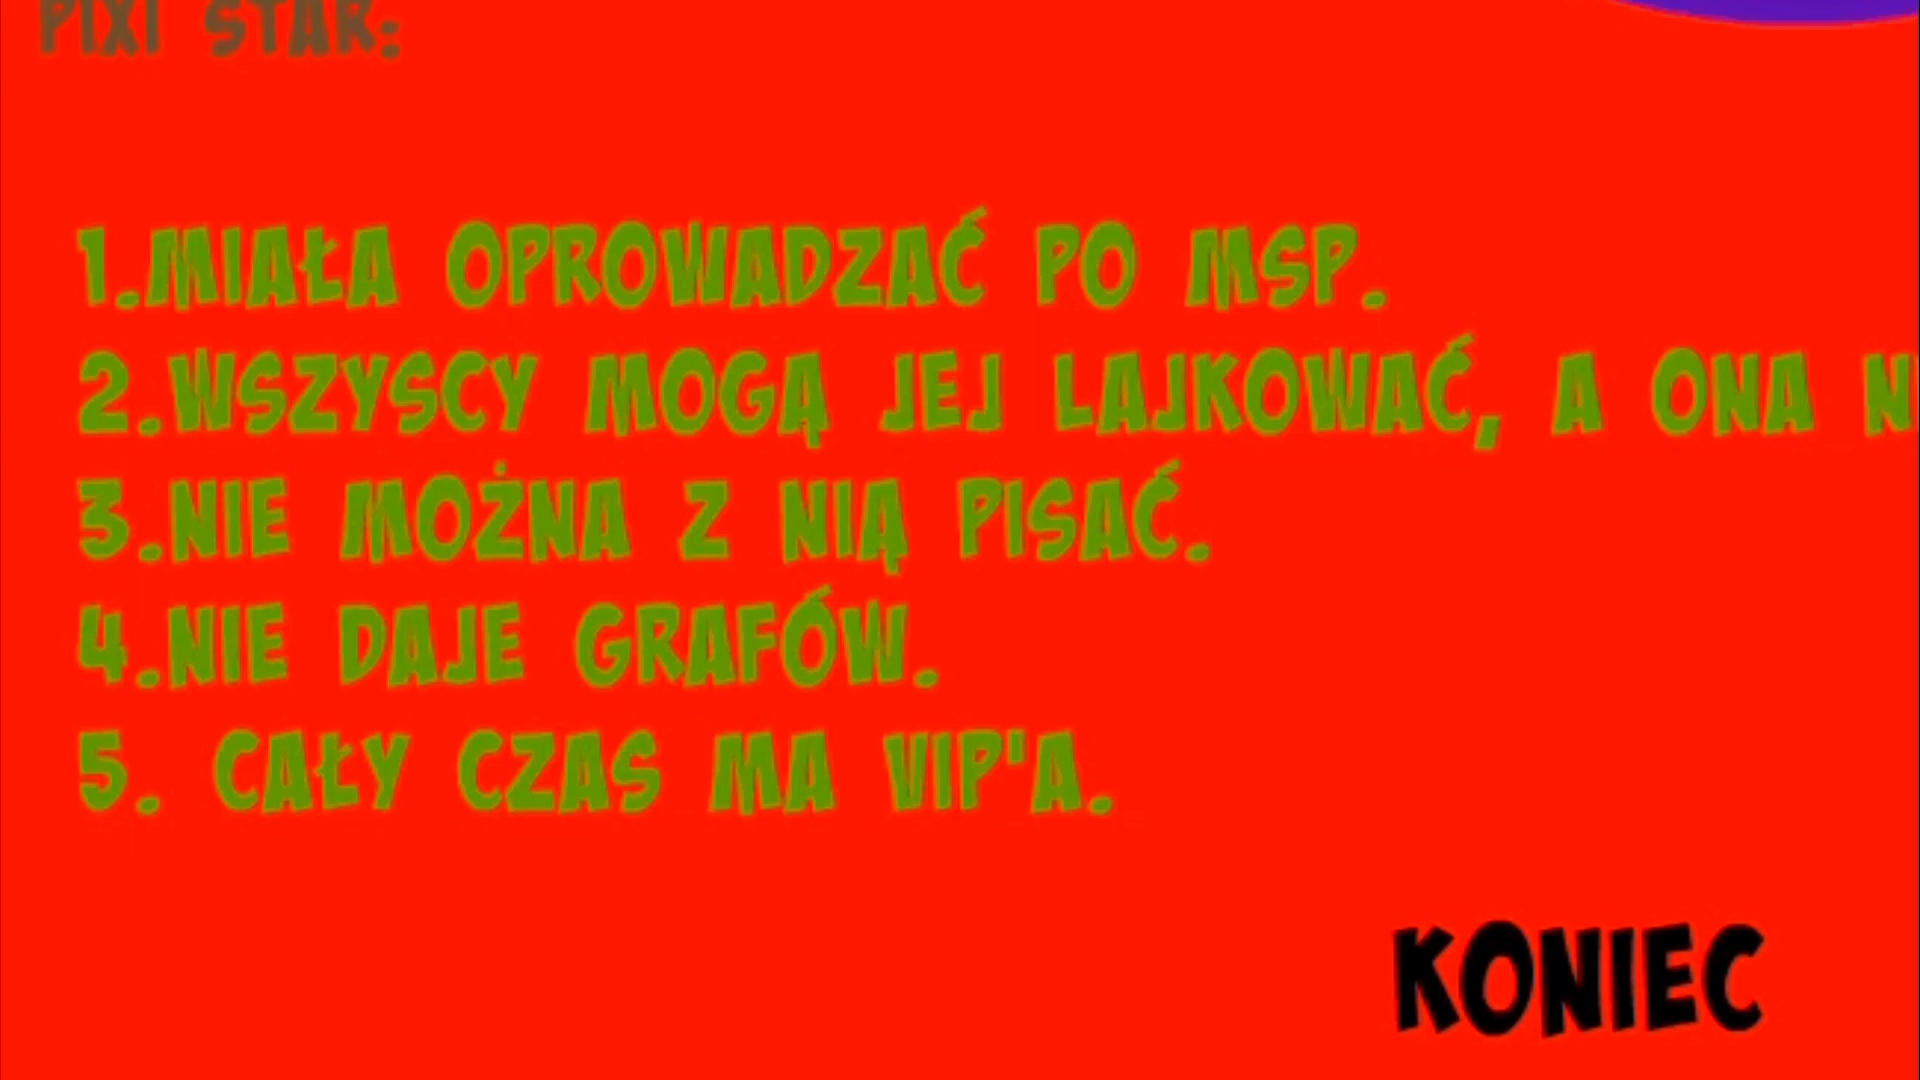 PIXI STAR:
1.MIAŁA OPROWADZAĆ PO MSP.
2.WSZYSCY MOGĄ JEJ LAJKOWAĆ, A ONA
3.NIE MOŻNA Z NIĄ PISAĆ.
4.NIE DAJE GRAFÓW.
5. CAŁY CZAS MA VIP'A.
KONIEC